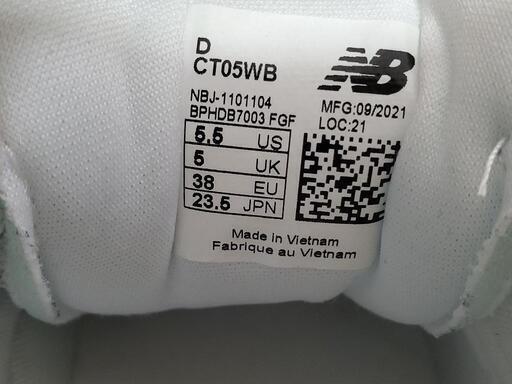 D
CT05WB
NB
NBJ-1101104
MFG:09/2021
BPHDB7003 FGF
LOC:21
5.5 US
5 UK
38 EU
23.5 JPN
Made in Vietnam
Fabrique au Vietnam